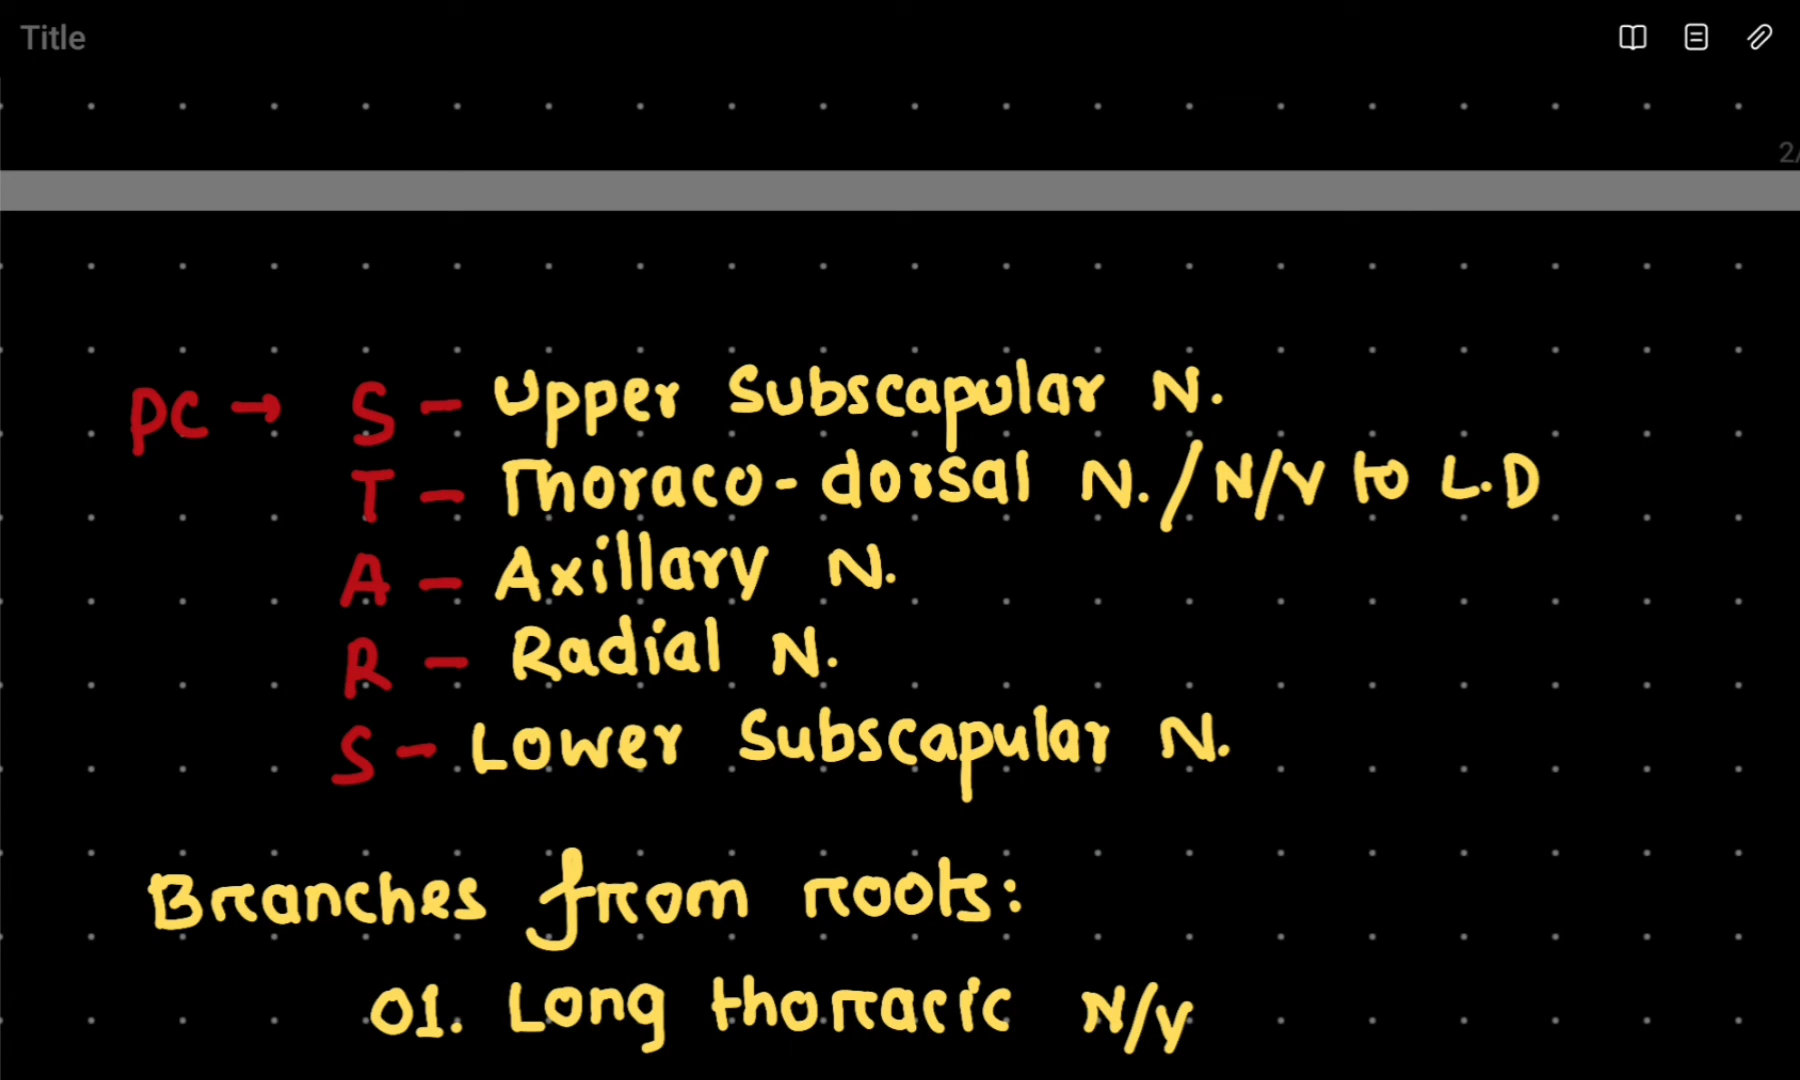 Title
2/
PC → S - Upper Subscapular N.
T - Thoraco-dorsal N./N/V to L.D
A - Axillary N.
R - Radial N.
S - Lower Subscapular N.
Branches from roots:
01. Long thoracic N/V